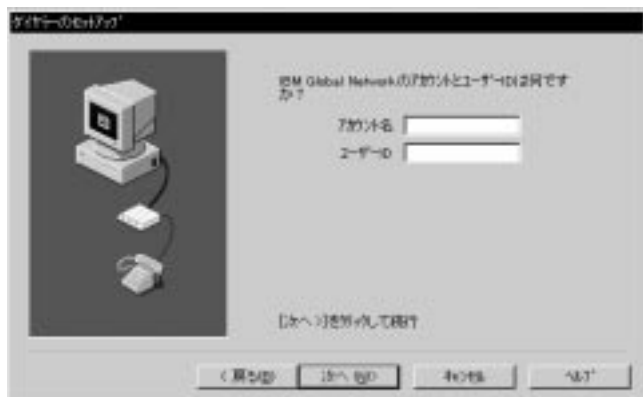 ダイヤラーのセットアップ
IBM Global Networkのアカウントとユーザー IDは何です
か?
アカウント名
ユーザー ID
[次へ >]をクリックして続行
< 戻る(B)
次へ (N)>
キャンセル
ヘルプ